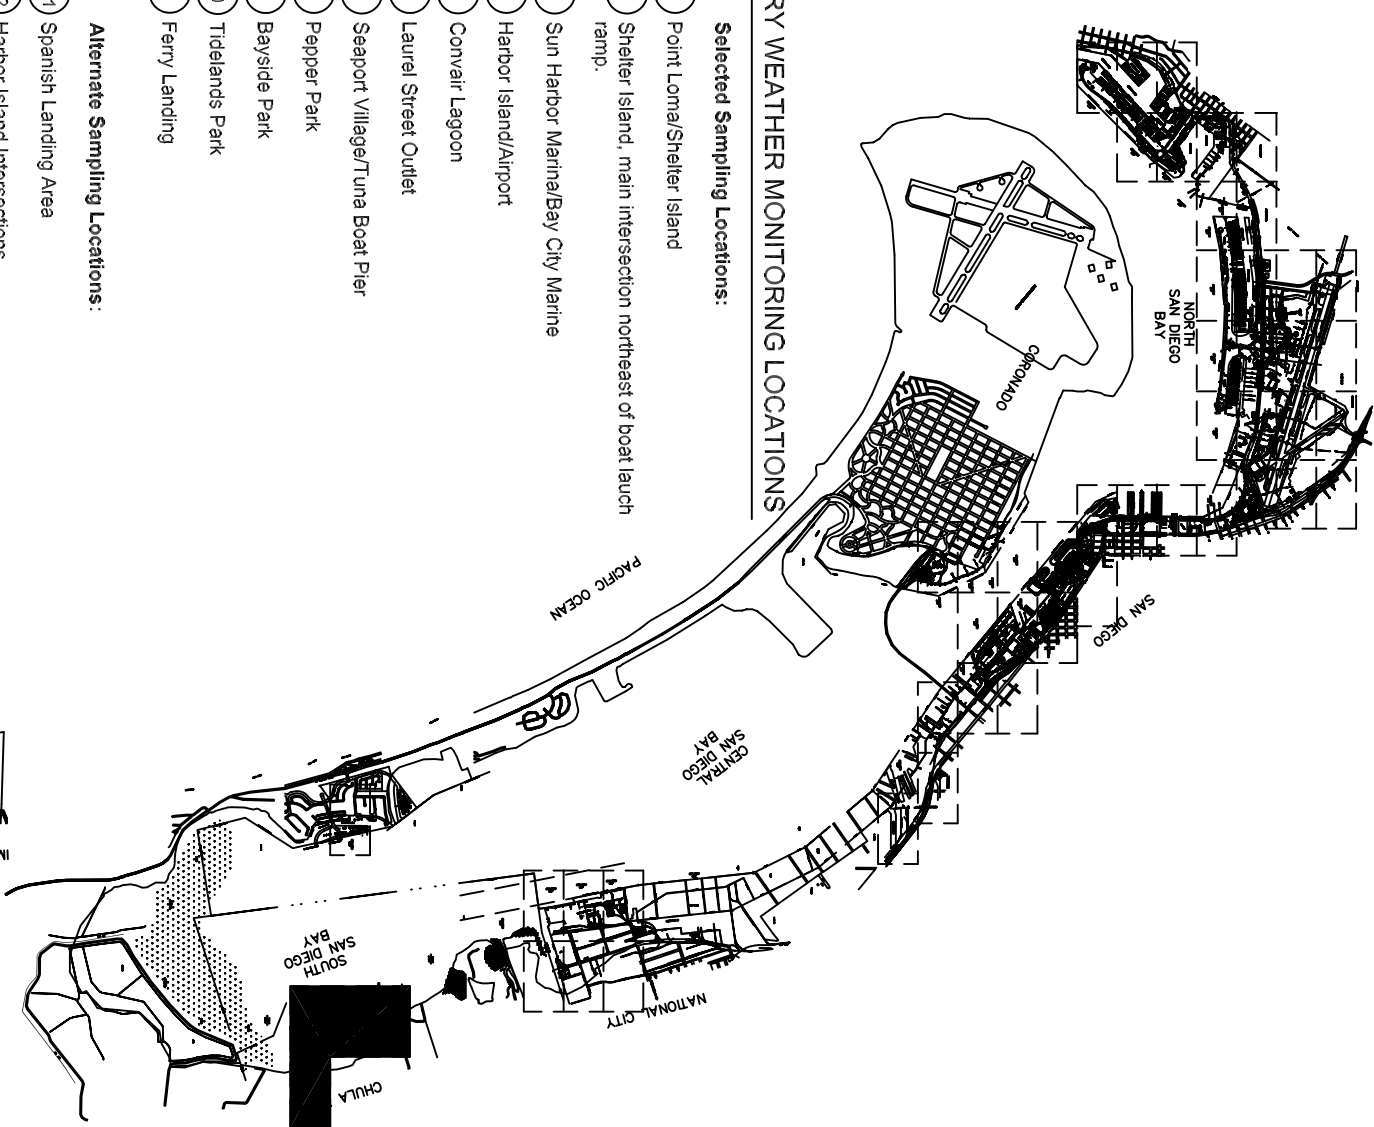 RY WEATHER MONITORING LOCATIONS
Selected Sampling Locations:
Point Loma/Shelter Island
Shelter Island, main intersection northeast of boat lauch
ramp.
Sun Harbor Marina/Bay City Marine
Harbor Island/Airport
Convair Lagoon
Laurel Street Outlet
Seaport Village/Tuna Boat Pier
Pepper Park
Bayside Park
Tidelands Park
Ferry Landing
Alternate Sampling Locations:
Spanish Landing Area
Harbor Island Intersections
NORTH
SAN DIEGO
BAY
CORONADO
PACIFIC OCEAN
SAN DIEGO
CENTRAL
SAN DIEGO
BAY
SOUTH
SAN DIEGO
BAY
NATIONAL CITY
CHULA